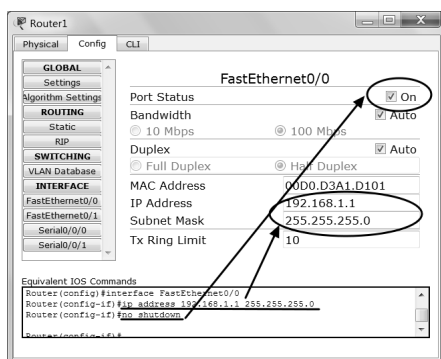 Router1
Physical Config CLI
GLOBAL
Settings
Algorithm Settings
ROUTING
Static
RIP
SWITCHING
VLAN Database
INTERFACE
FastEthernet0/0
FastEthernet0/1
Serial0/0/0
Serial0/0/1
FastEthernet0/0
Port Status On
Bandwidth Auto
10 Mbps 100 Mbps
Duplex Auto
Full Duplex Half Duplex
MAC Address 00D0.D3A1.D101
IP Address 192.168.1.1
Subnet Mask 255.255.255.0
Tx Ring Limit 10
Equivalent IOS Commands
Router(config)#interface FastEthernet0/0
Router(config-if)#ip address 192.168.1.1 255.255.255.0
Router(config-if)#no shutdown
Router(config-if)#